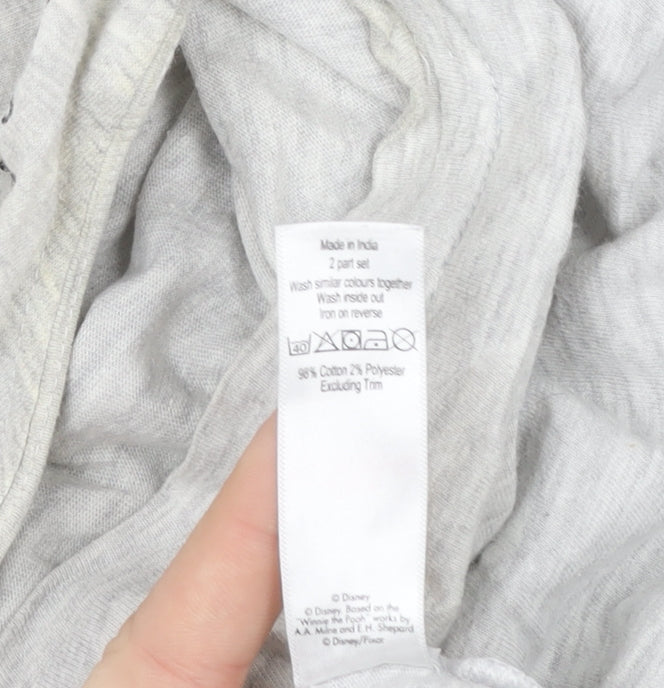 Made in India
2 part set
Wash similar colours together
Wash inside out
Iron on reverse
40
98% Cotton 2% Polyester
Excluding Trim
© Disney
© Disney. Based on the
"Winnie the Pooh" works by
A.A. Milne and E.H. Shepard
© Disney/Pixar